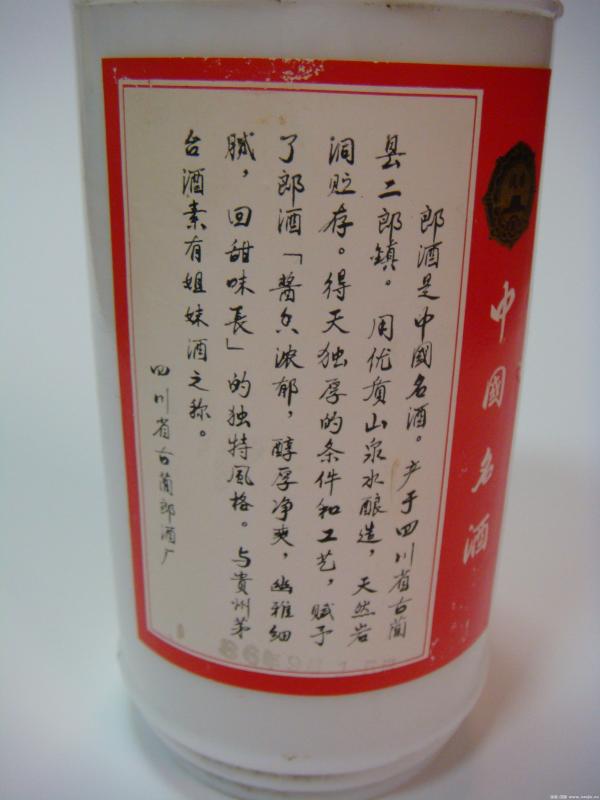 郎酒是中國名酒。产于四川省古蔺
县二郎鎮。用优质山泉水酿造，天然岩
洞贮存。得天独厚的条件和工艺，赋予
了郎酒「醬香浓郁，醇厚净爽，幽雅细
腻，回甜味長」的独特風格。与貴州茅
台酒素有姐妹酒之称。
四川省古藺郎酒厂
中國名酒